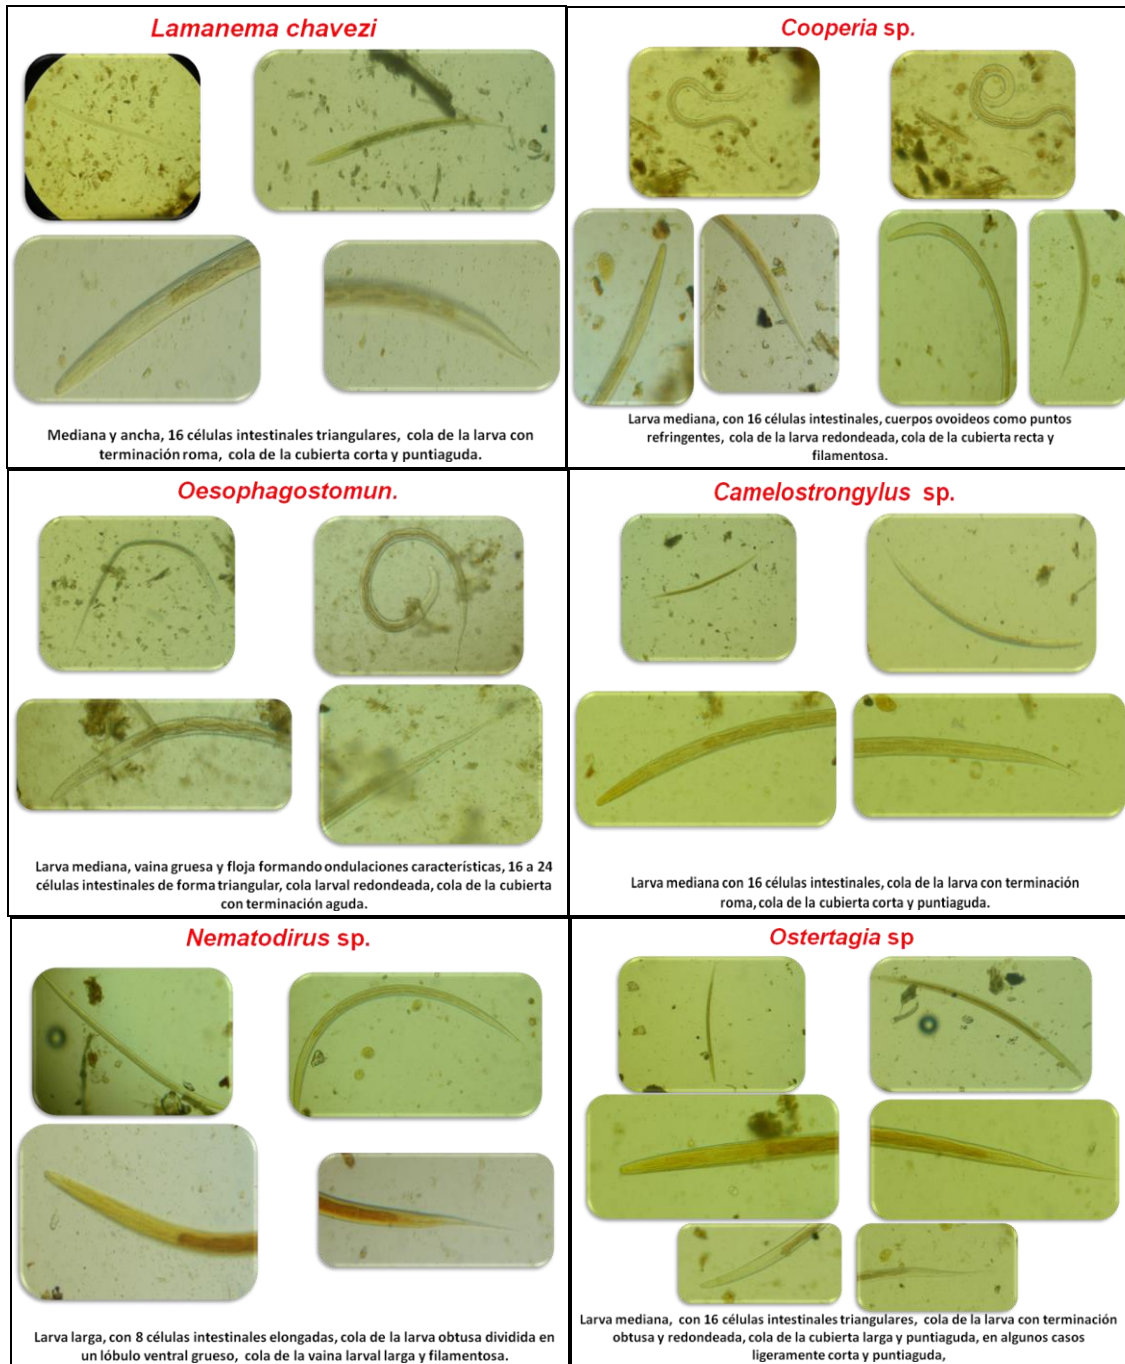 Lamanema chavezi
Mediana y ancha, 16 células intestinales triangulares, cola de la larva con
terminación roma, cola de la cubierta corta y puntiaguda.
Cooperia sp.
Larva mediana, con 16 células intestinales, cuerpos ovoideos como puntos
refringentes, cola de la larva redondeada, cola de la cubierta recta y
filamentosa.
Oesophagostomun.
Larva mediana, vaina gruesa y floja formando ondulaciones características, 16 a 24
células intestinales de forma triangular, cola larval redondeada, cola de la cubierta
con terminación aguda.
Camelostrongylus sp.
Larva mediana con 16 células intestinales, cola de la larva con terminación
roma, cola de la cubierta corta y puntiaguda.
Nematodirus sp.
Larva larga, con 8 células intestinales elongadas, cola de la larva obtusa dividida en
un lóbulo ventral grueso, cola de la vaina larval larga y filamentosa.
Ostertagia sp
Larva mediana, con 16 células intestinales triangulares, cola de la larva con terminación
obtusa y redondeada, cola de la cubierta larga y puntiaguda, en algunos casos
ligeramente corta y puntiaguda,